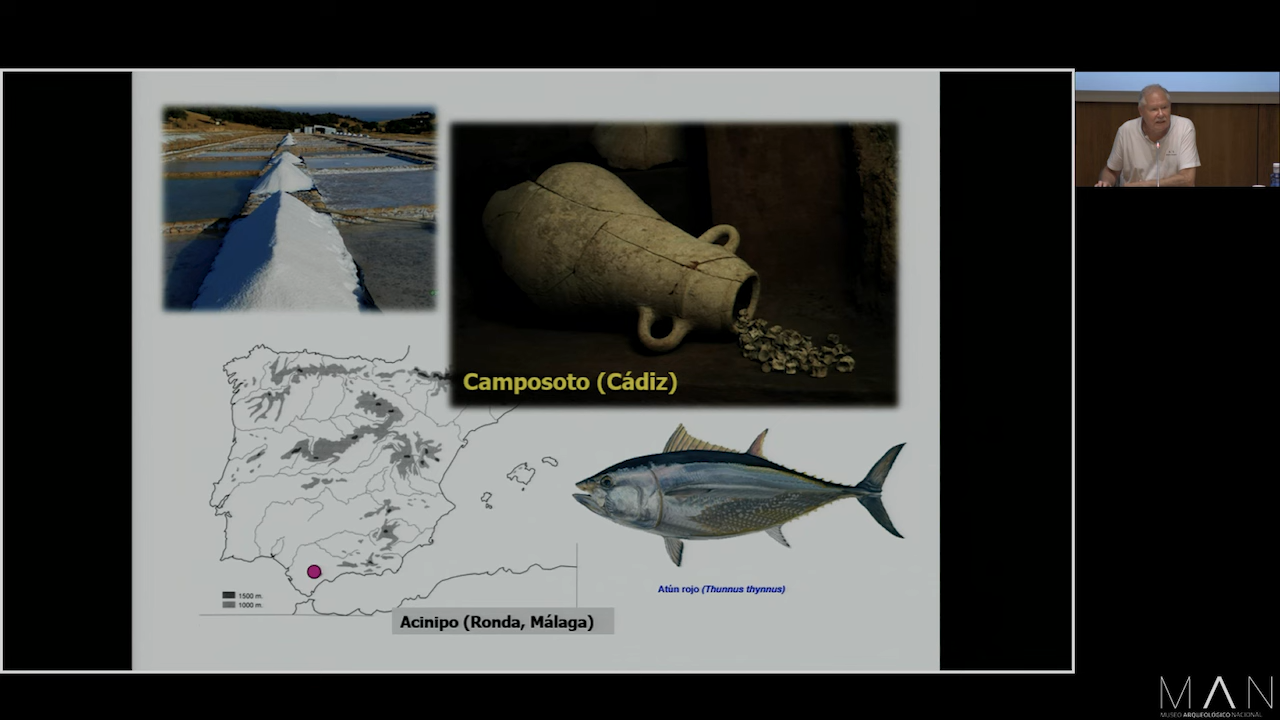 Camposoto (Cádiz)
1500 m.
1000 m.
Acinipo (Ronda, Málaga)
Atún rojo (Thunnus thynnus)
MAN
MUSEO ARQUEOLÓGICO NACIONAL